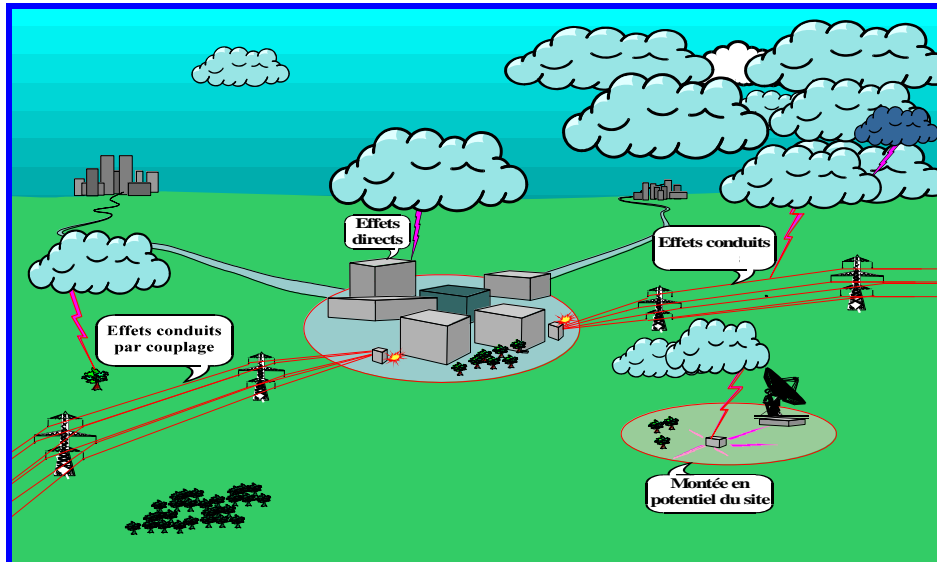 Effets
directs
Effets conduits
Effets conduits
par couplage
Montée en
potentiel du site